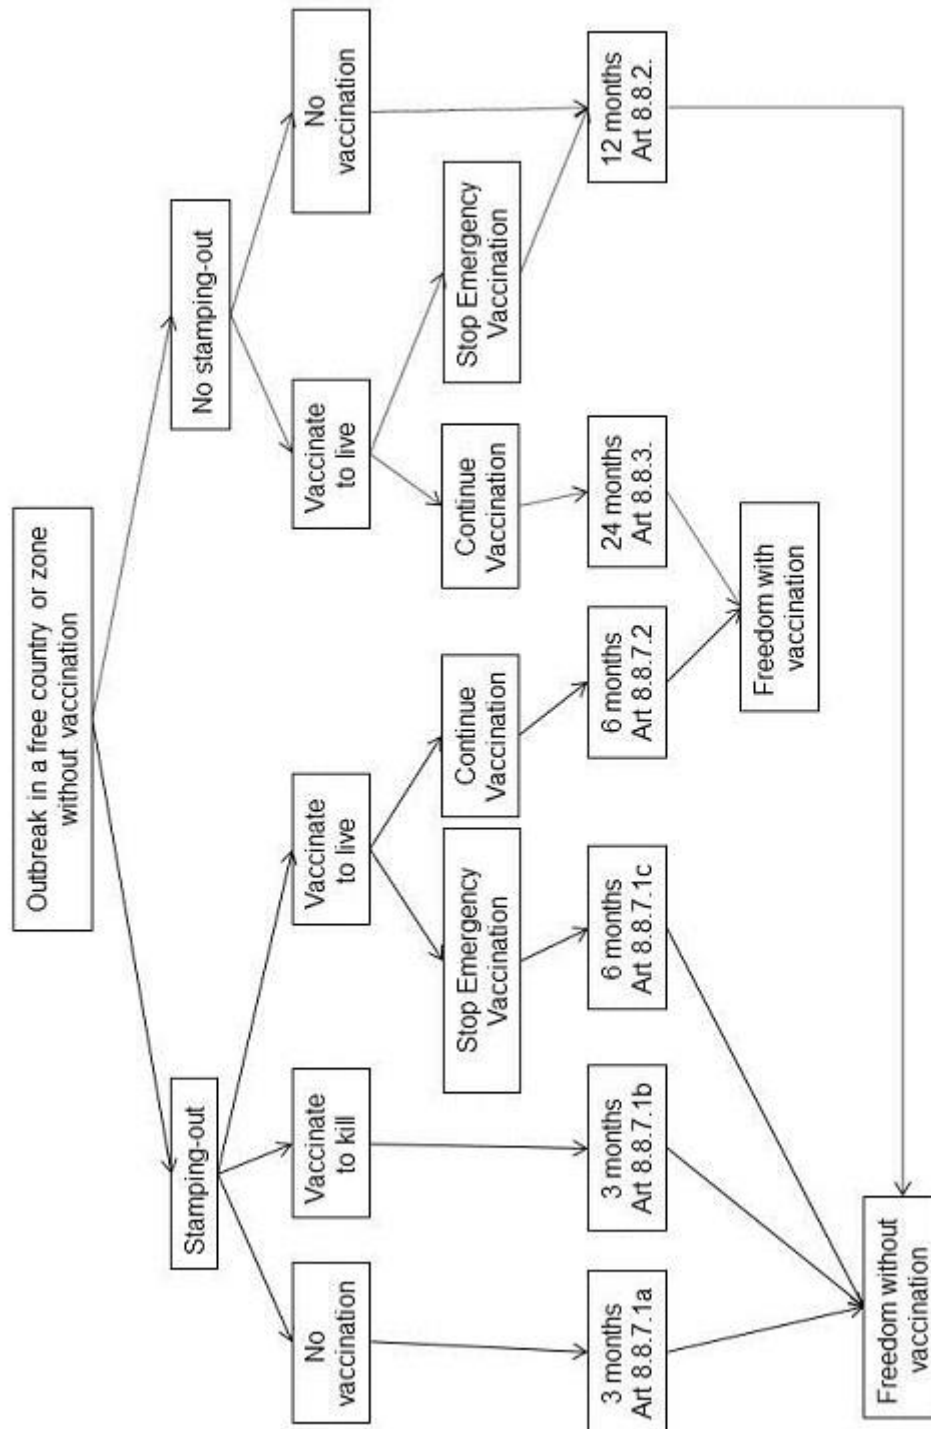 Outbreak in a free country or zone
without vaccination
Stamping-out
No stamping-out
No
vaccination
Vaccinate
to kill
Vaccinate
to live
Vaccinate
to live
No
vaccination
Stop Emergency
Vaccination
Continue
Vaccination
Continue
Vaccination
Stop Emergency
Vaccination
3 months
Art 8.8.7.1a
3 months
Art 8.8.7.1b
6 months
Art 8.8.7.1c
6 months
Art 8.8.7.2
24 months
Art 8.8.3.
12 months
Art 8.8.2.
Freedom with
vaccination
Freedom without
vaccination